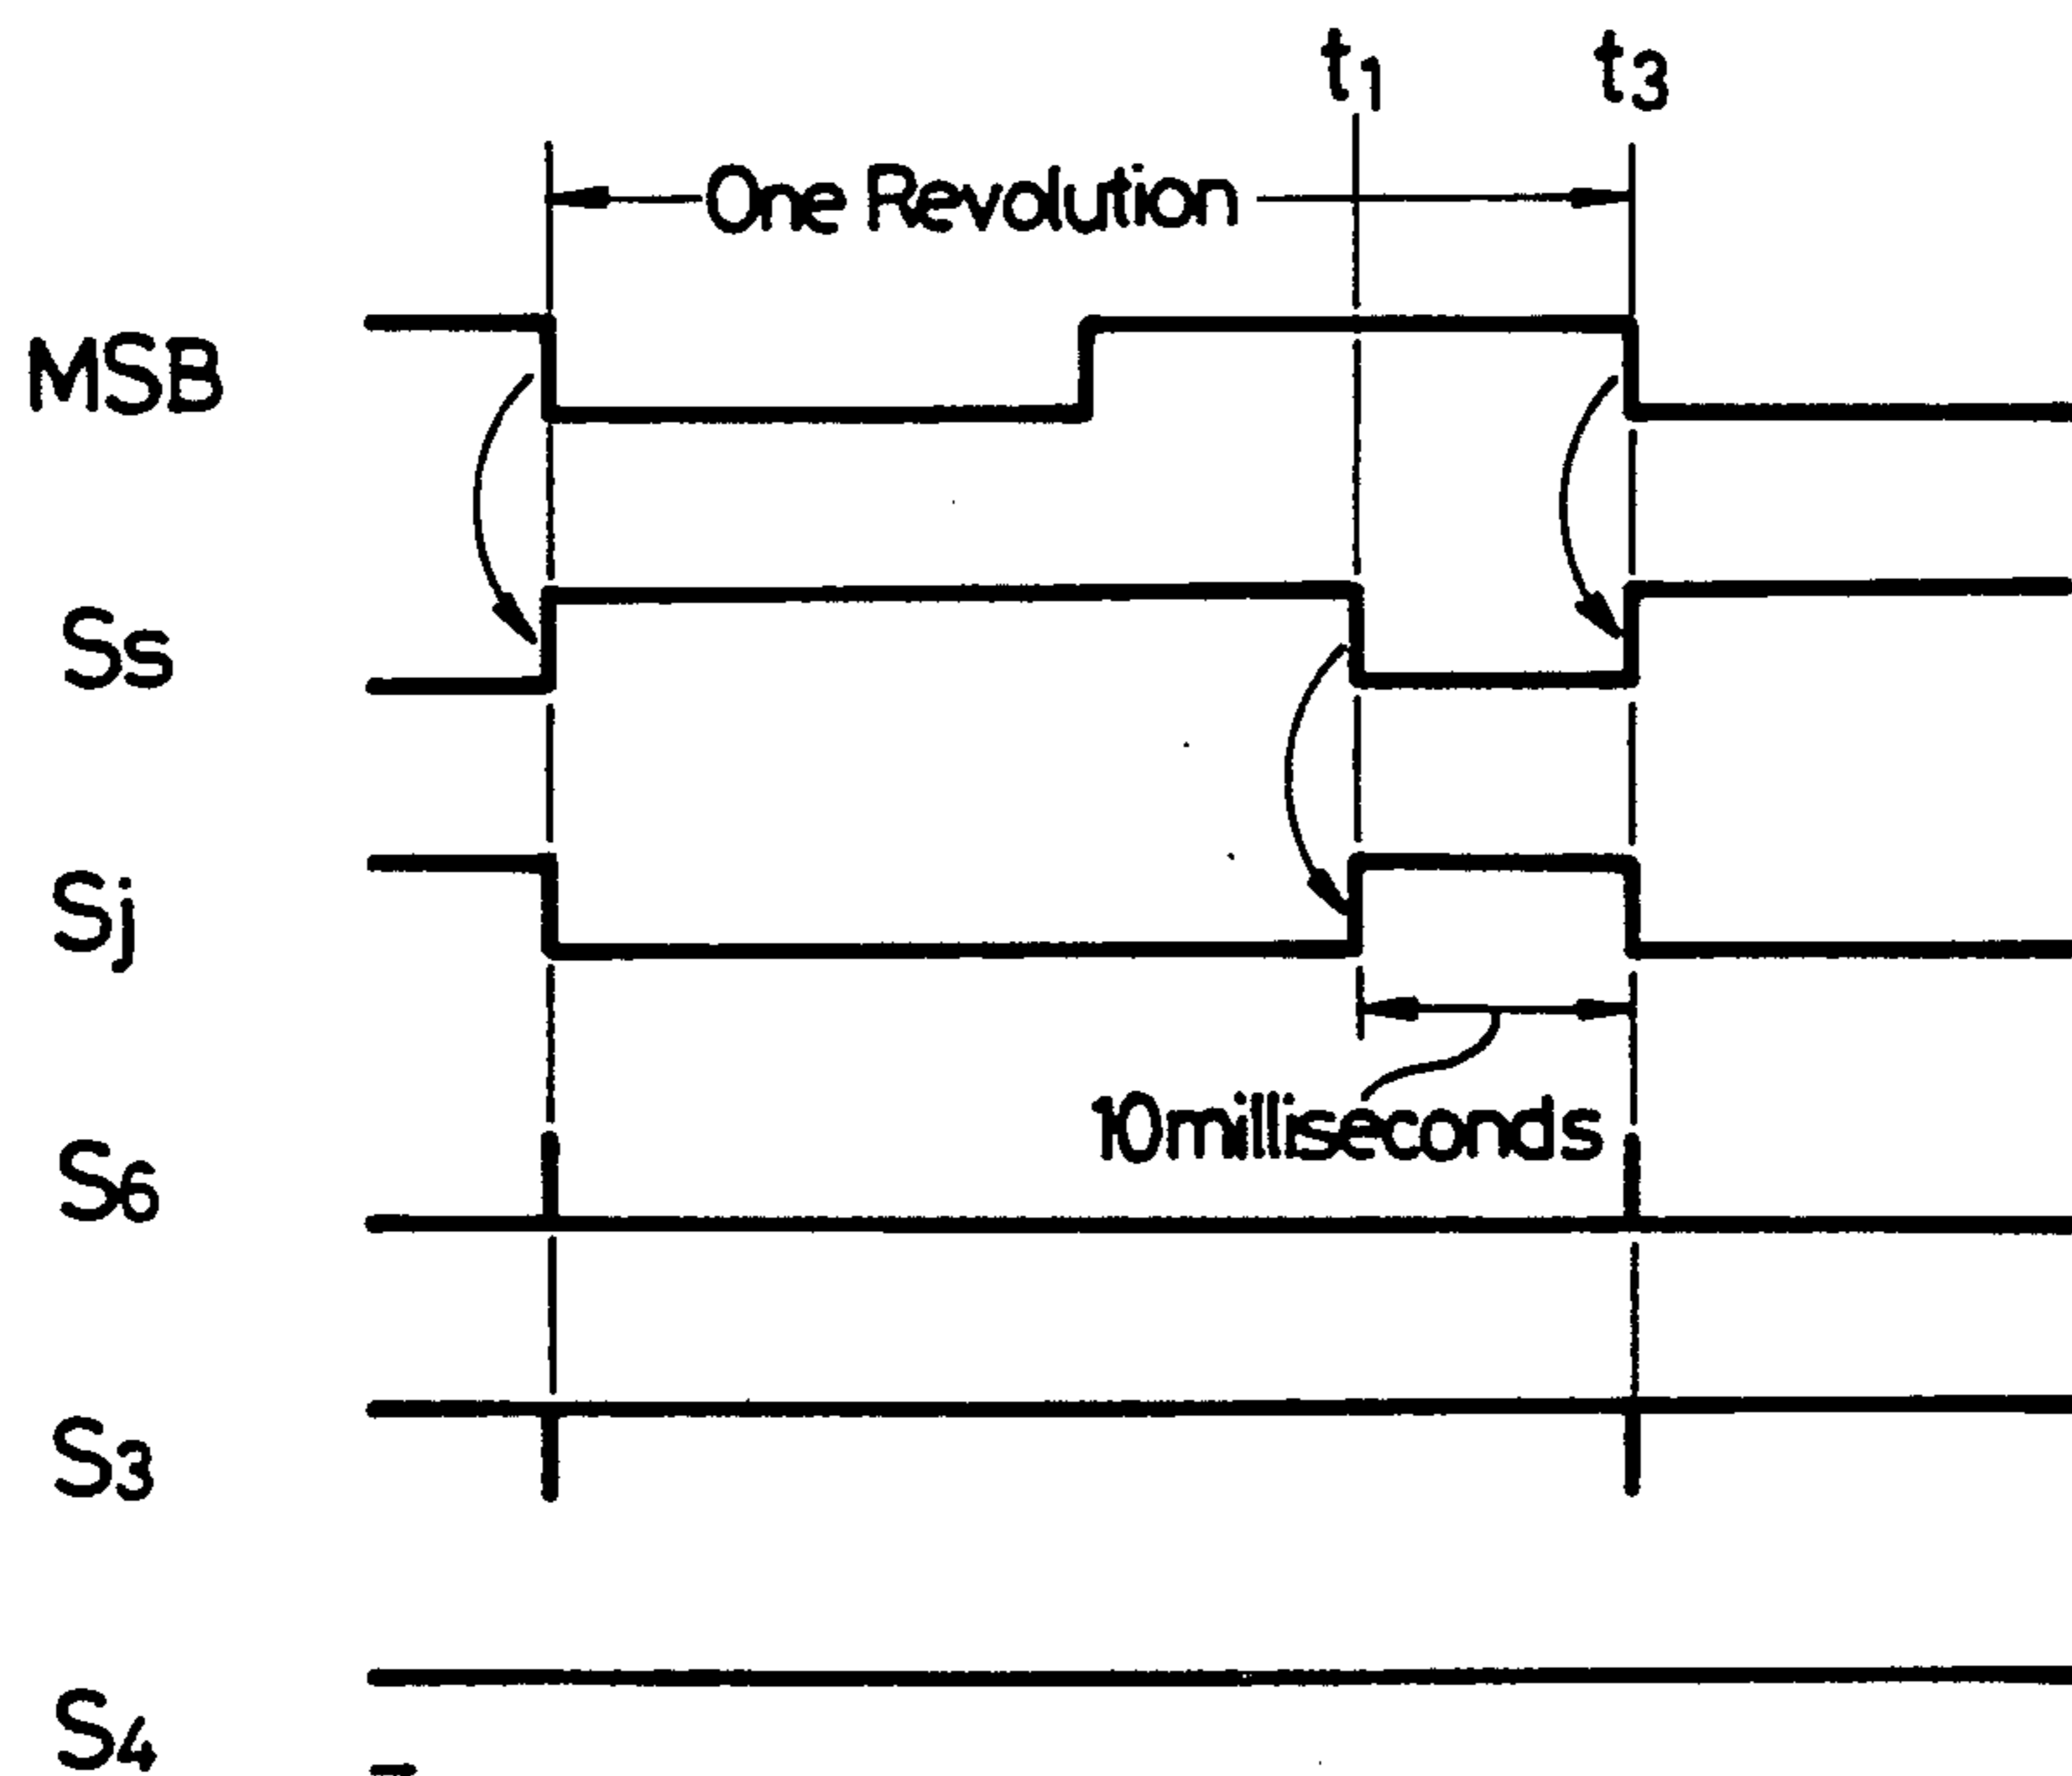 t1 t3
One Revolution
MSB
Ss
Sj
10milliseconds
S6
S3
S4